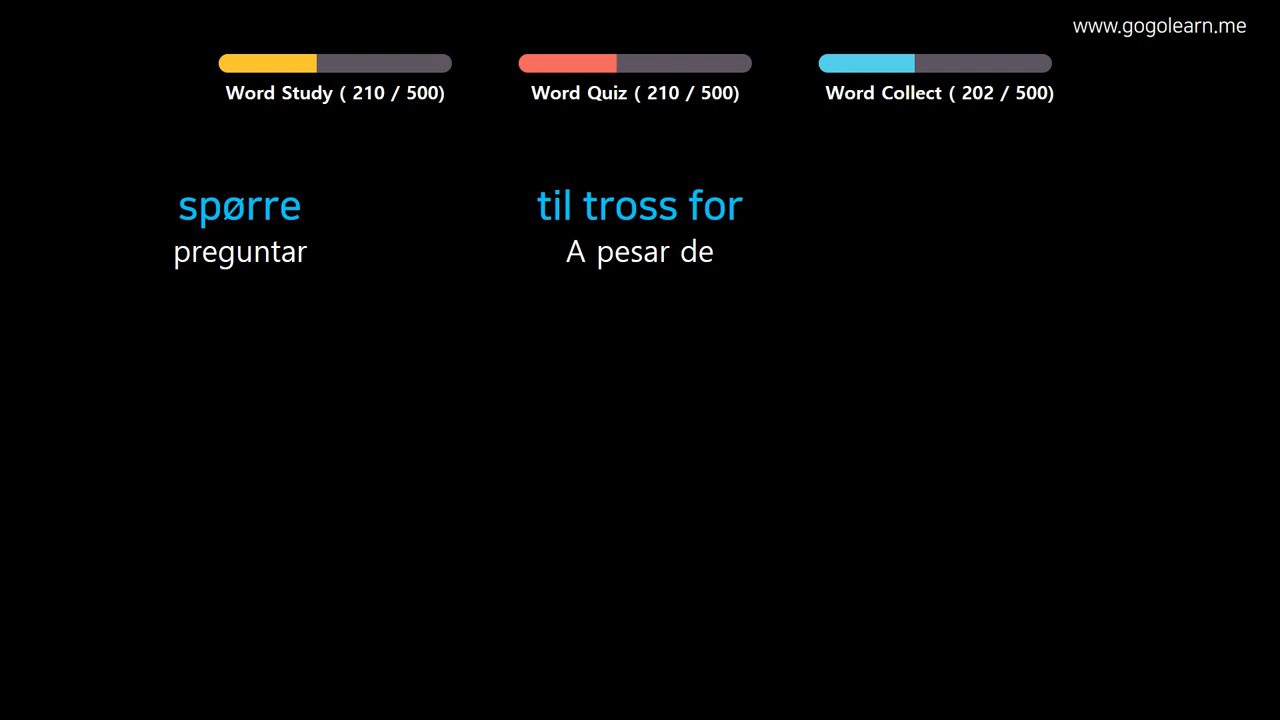 www.gogolearn.me
Word Study ( 210 / 500)
Word Quiz ( 210 / 500)
Word Collect ( 202 / 500)
spørre
preguntar
til tross for
A pesar de